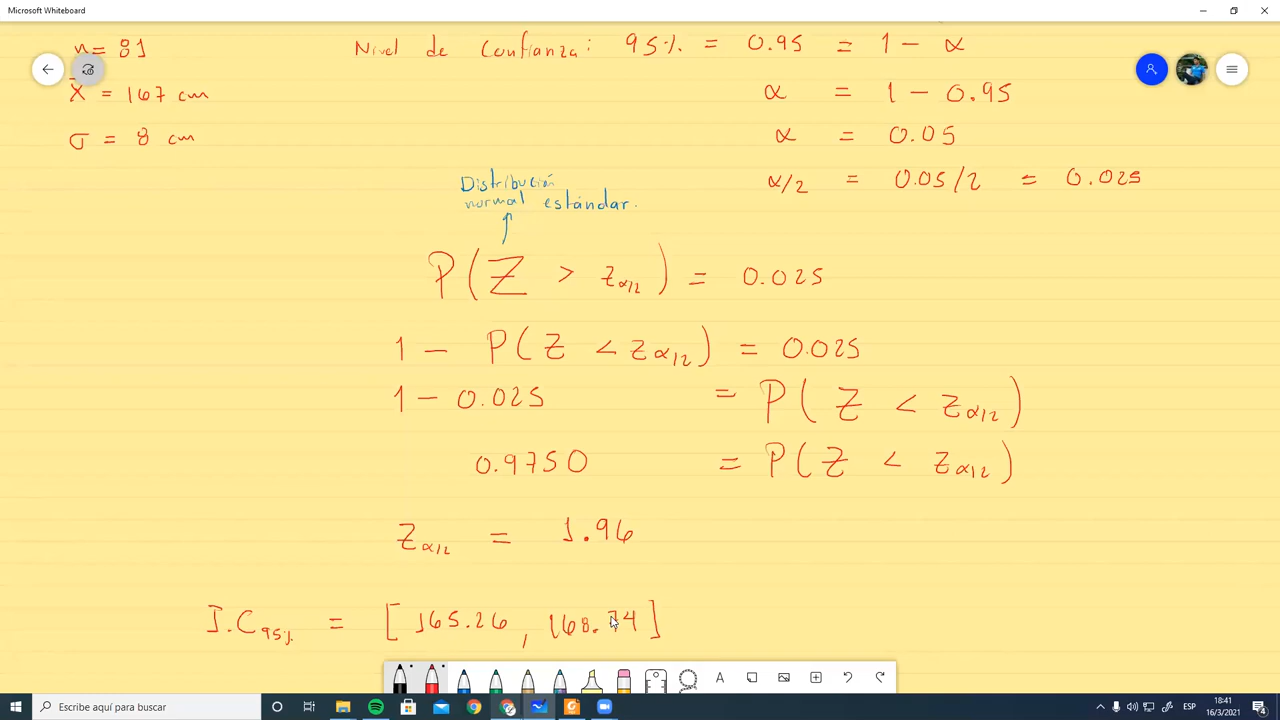 Microsoft Whiteboard
n = 81
Nivel de Confianza: 95% = 0.95 = 1 - α
X̄ = 167 cm
α = 1 - 0.95
σ = 8 cm
α = 0.05
α/2 = 0.05/2 = 0.025
Distribución
normal estándar.
P(Z > zα/2) = 0.025
1 - P(Z < zα/2) = 0.025
1 - 0.025 = P(Z < zα/2)
0.9750 = P(Z < zα/2)
zα/2 = 1.96
I.C95% = [165.26, 168.74]
A
Escribe aquí para buscar
ESP
18:41
16/3/2021